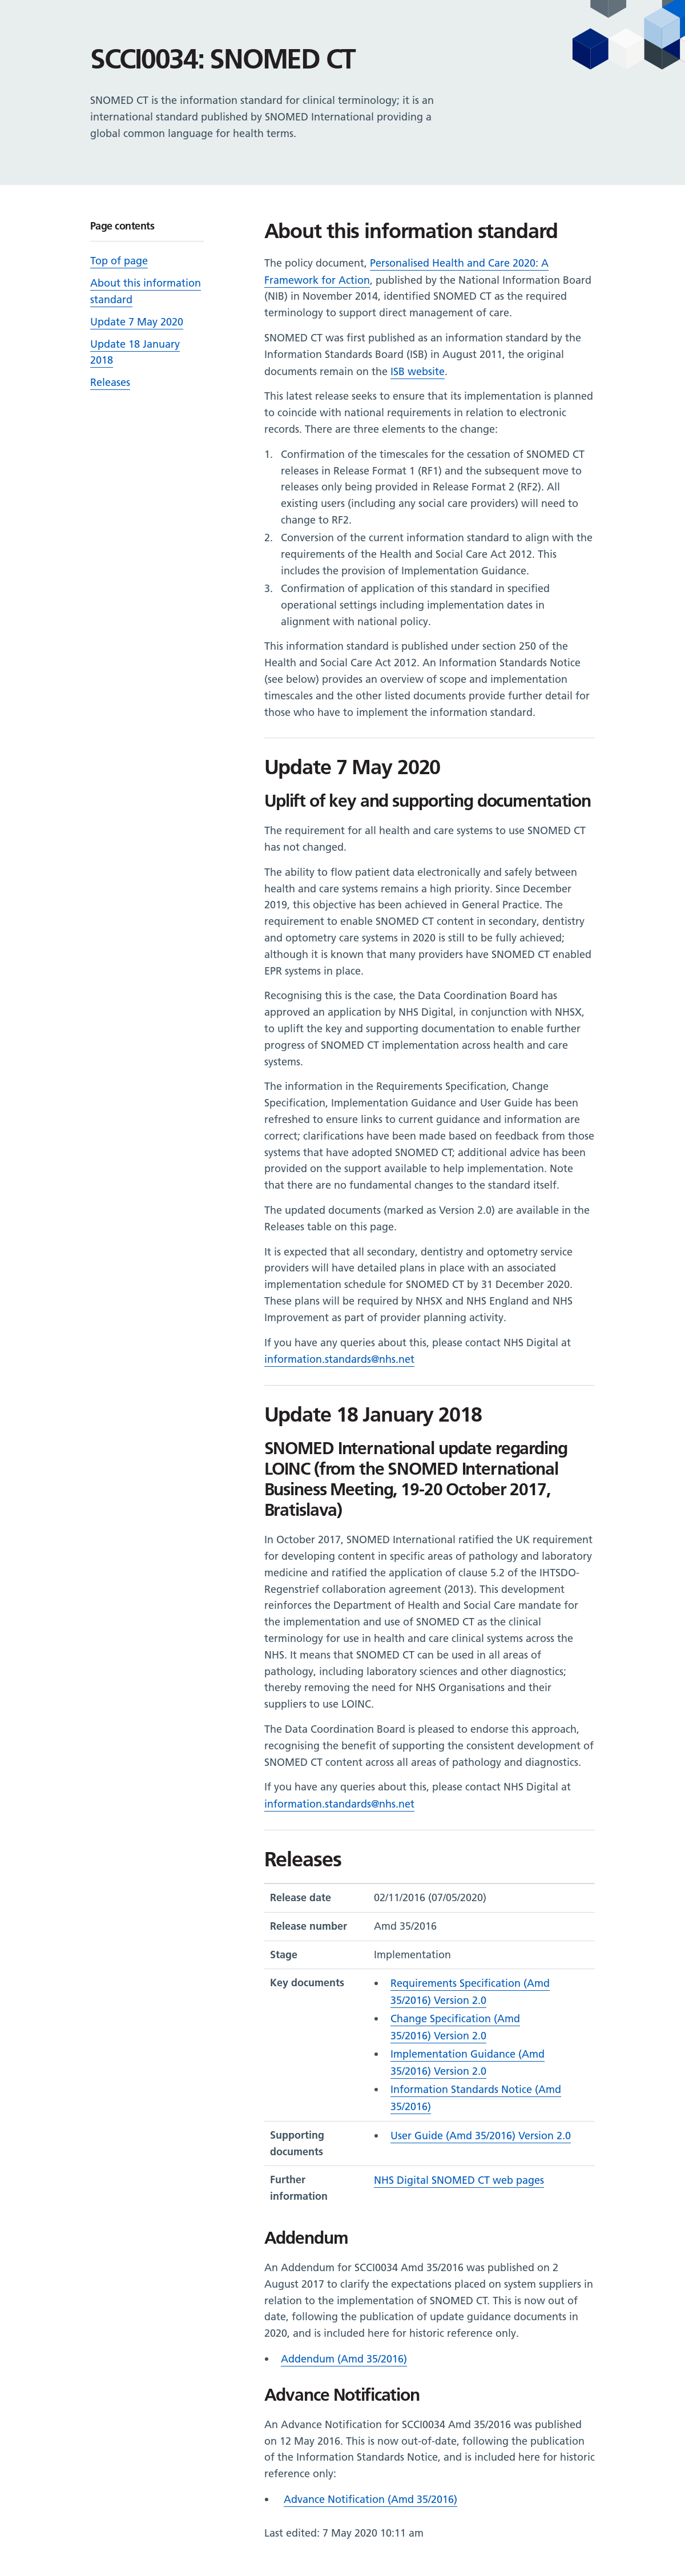 SCCI0034: SNOMED CT
SNOMED CT is the information standard for clinical terminology; it is an
international standard published by SNOMED International providing a
global common language for health terms.
Page contents
Top of page
About this information
standard
Update 7 May 2020
Update 18 January
2018
Releases
About this information standard
The policy document, Personalised Health and Care 2020: A
Framework for Action, published by the National Information Board
(NIB) in November 2014, identified SNOMED CT as the required
terminology to support direct management of care.
SNOMED CT was first published as an information standard by the
Information Standards Board (ISB) in August 2011, the original
documents remain on the ISB website.
This latest release seeks to ensure that its implementation is planned
to coincide with national requirements in relation to electronic
records. There are three elements to the change:
1. Confirmation of the timescales for the cessation of SNOMED CT
releases in Release Format 1 (RF1) and the subsequent move to
releases only being provided in Release Format 2 (RF2). All
existing users (including any social care providers) will need to
change to RF2.
2. Conversion of the current information standard to align with the
requirements of the Health and Social Care Act 2012. This
includes the provision of Implementation Guidance.
3. Confirmation of application of this standard in specified
operational settings including implementation dates in
alignment with national policy.
This information standard is published under section 250 of the
Health and Social Care Act 2012. An Information Standards Notice
(see below) provides an overview of scope and implementation
timescales and the other listed documents provide further detail for
those who have to implement the information standard.
Update 7 May 2020
Uplift of key and supporting documentation
The requirement for all health and care systems to use SNOMED CT
has not changed.
The ability to flow patient data electronically and safely between
health and care systems remains a high priority. Since December
2019, this objective has been achieved in General Practice. The
requirement to enable SNOMED CT content in secondary, dentistry
and optometry care systems in 2020 is still to be fully achieved;
although it is known that many providers have SNOMED CT enabled
EPR systems in place.
Recognising this is the case, the Data Coordination Board has
approved an application by NHS Digital, in conjunction with NHSX,
to uplift the key and supporting documentation to enable further
progress of SNOMED CT implementation across health and care
systems.
The information in the Requirements Specification, Change
Specification, Implementation Guidance and User Guide has been
refreshed to ensure links to current guidance and information are
correct; clarifications have been made based on feedback from those
systems that have adopted SNOMED CT; additional advice has been
provided on the support available to help implementation. Note
that there are no fundamental changes to the standard itself.
The updated documents (marked as Version 2.0) are available in the
Releases table on this page.
It is expected that all secondary, dentistry and optometry service
providers will have detailed plans in place with an associated
implementation schedule for SNOMED CT by 31 December 2020.
These plans will be required by NHSX and NHS England and NHS
Improvement as part of provider planning activity.
If you have any queries about this, please contact NHS Digital at
information.standards@nhs.net
Update 18 January 2018
SNOMED International update regarding
LOINC (from the SNOMED International
Business Meeting, 19-20 October 2017,
Bratislava)
In October 2017, SNOMED International ratified the UK requirement
for developing content in specific areas of pathology and laboratory
medicine and ratified the application of clause 5.2 of the IHTSDO-
Regenstrief collaboration agreement (2013). This development
reinforces the Department of Health and Social Care mandate for
the implementation and use of SNOMED CT as the clinical
terminology for use in health and care clinical systems across the
NHS. It means that SNOMED CT can be used in all areas of
pathology, including laboratory sciences and other diagnostics;
thereby removing the need for NHS Organisations and their
suppliers to use LOINC.
The Data Coordination Board is pleased to endorse this approach,
recognising the benefit of supporting the consistent development of
SNOMED CT content across all areas of pathology and diagnostics.
If you have any queries about this, please contact NHS Digital at
information.standards@nhs.net
Releases
Release date 02/11/2016 (07/05/2020)
Release number Amd 35/2016
Stage Implementation
Key documents • Requirements Specification (Amd
35/2016) Version 2.0
• Change Specification (Amd
35/2016) Version 2.0
• Implementation Guidance (Amd
35/2016) Version 2.0
• Information Standards Notice (Amd
35/2016)
Supporting • User Guide (Amd 35/2016) Version 2.0
documents
Further NHS Digital SNOMED CT web pages
information
Addendum
An Addendum for SCCI0034 Amd 35/2016 was published on 2
August 2017 to clarify the expectations placed on system suppliers in
relation to the implementation of SNOMED CT. This is now out of
date, following the publication of update guidance documents in
2020, and is included here for historic reference only.
• Addendum (Amd 35/2016)
Advance Notification
An Advance Notification for SCCI0034 Amd 35/2016 was published
on 12 May 2016. This is now out-of-date, following the publication
of the Information Standards Notice, and is included here for historic
reference only:
• Advance Notification (Amd 35/2016)
Last edited: 7 May 2020 10:11 am